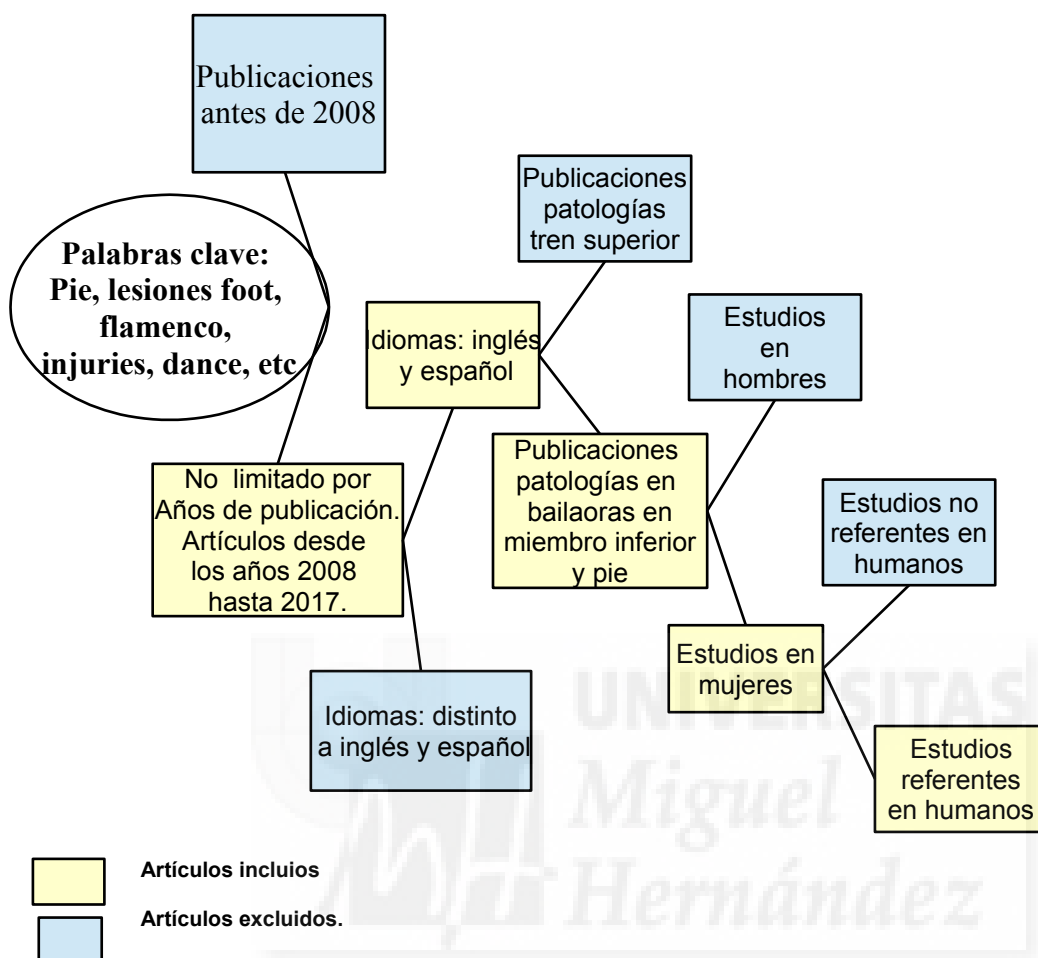 Publicaciones
antes de 2008
Palabras clave:
Pie, lesiones foot,
flamenco,
injuries, dance, etc
No limitado por
Años de publicación.
Artículos desde
los años 2008
hasta 2017.
Idiomas: inglés
y español
Idiomas: distinto
a inglés y español
Publicaciones
patologías
tren superior
Publicaciones
patologías en
bailaoras en
miembro inferior
y pie
Estudios
en
hombres
Estudios en
mujeres
Estudios no
referentes en
humanos
Estudios
referentes
en humanos
UNIVERSITAS
Miguel
Hernández
Artículos incluios
Artículos excluidos.